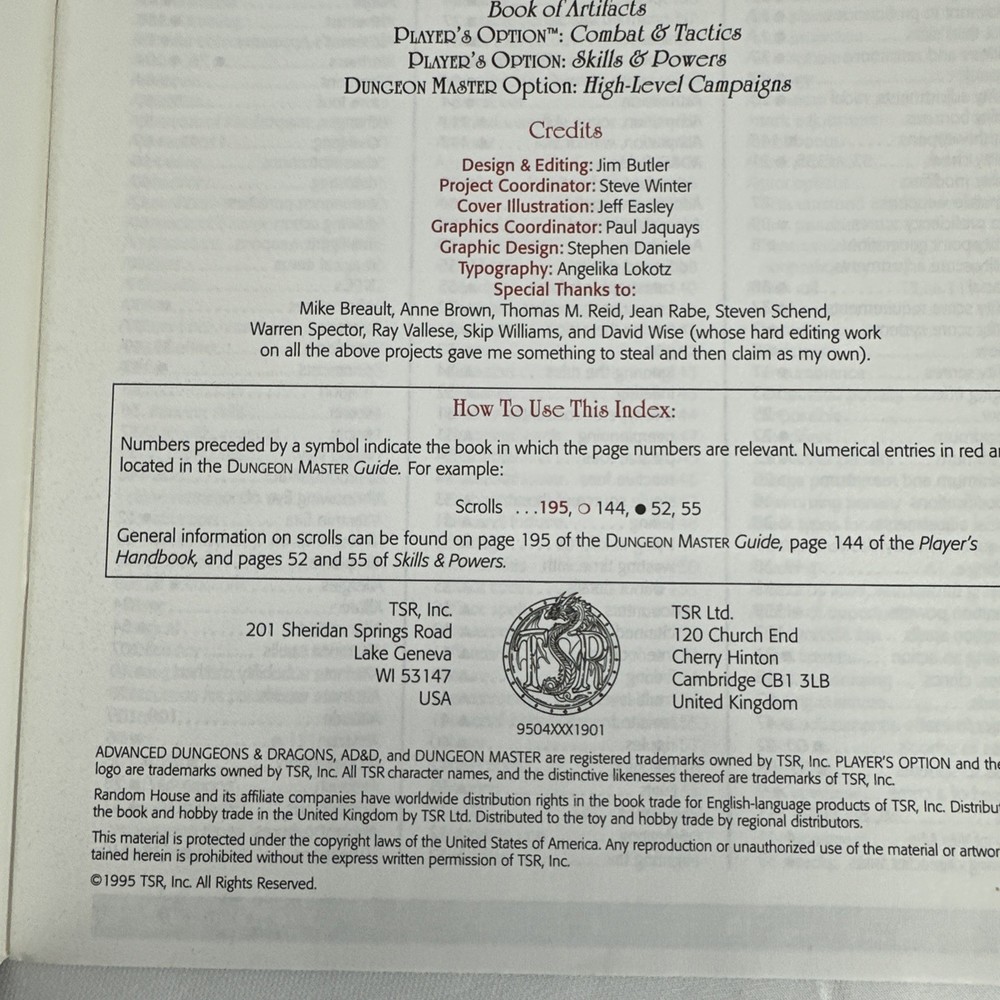 Book of Artifacts
PLAYER'S OPTION™: Combat & Tactics
PLAYER'S OPTION: Skills & Powers
DUNGEON MASTER Option: High-Level Campaigns
Credits
Design & Editing: Jim Butler
Project Coordinator: Steve Winter
Cover Illustration: Jeff Easley
Graphics Coordinator: Paul Jaquays
Graphic Design: Stephen Daniele
Typography: Angelika Lokotz
Special Thanks to:
Mike Breault, Anne Brown, Thomas M. Reid, Jean Rabe, Steven Schend,
Warren Spector, Ray Vallese, Skip Williams, and David Wise (whose hard editing work
on all the above projects gave me something to steal and then claim as my own).
How To Use This Index:
Numbers preceded by a symbol indicate the book in which the page numbers are relevant. Numerical entries in red a
located in the DUNGEON MASTER Guide. For example:
Scrolls ...195, ○ 144, ● 52, 55
General information on scrolls can be found on page 195 of the DUNGEON MASTER Guide, page 144 of the Player's
Handbook, and pages 52 and 55 of Skills & Powers.
TSR, Inc.
201 Sheridan Springs Road
Lake Geneva
WI 53147
USA
TSR
9504XXX1901
TSR Ltd.
120 Church End
Cherry Hinton
Cambridge CB1 3LB
United Kingdom
ADVANCED DUNGEONS & DRAGONS, AD&D, and DUNGEON MASTER are registered trademarks owned by TSR, Inc. PLAYER'S OPTION and the
logo are trademarks owned by TSR, Inc. All TSR character names, and the distinctive likenesses thereof are trademarks of TSR, Inc.
Random House and its affiliate companies have worldwide distribution rights in the book trade for English-language products of TSR, Inc. Distribu
the book and hobby trade in the United Kingdom by TSR Ltd. Distributed to the toy and hobby trade by regional distributors.
This material is protected under the copyright laws of the United States of America. Any reproduction or unauthorized use of the material or artwor
tained herein is prohibited without the express written permission of TSR, Inc.
©1995 TSR, Inc. All Rights Reserved.